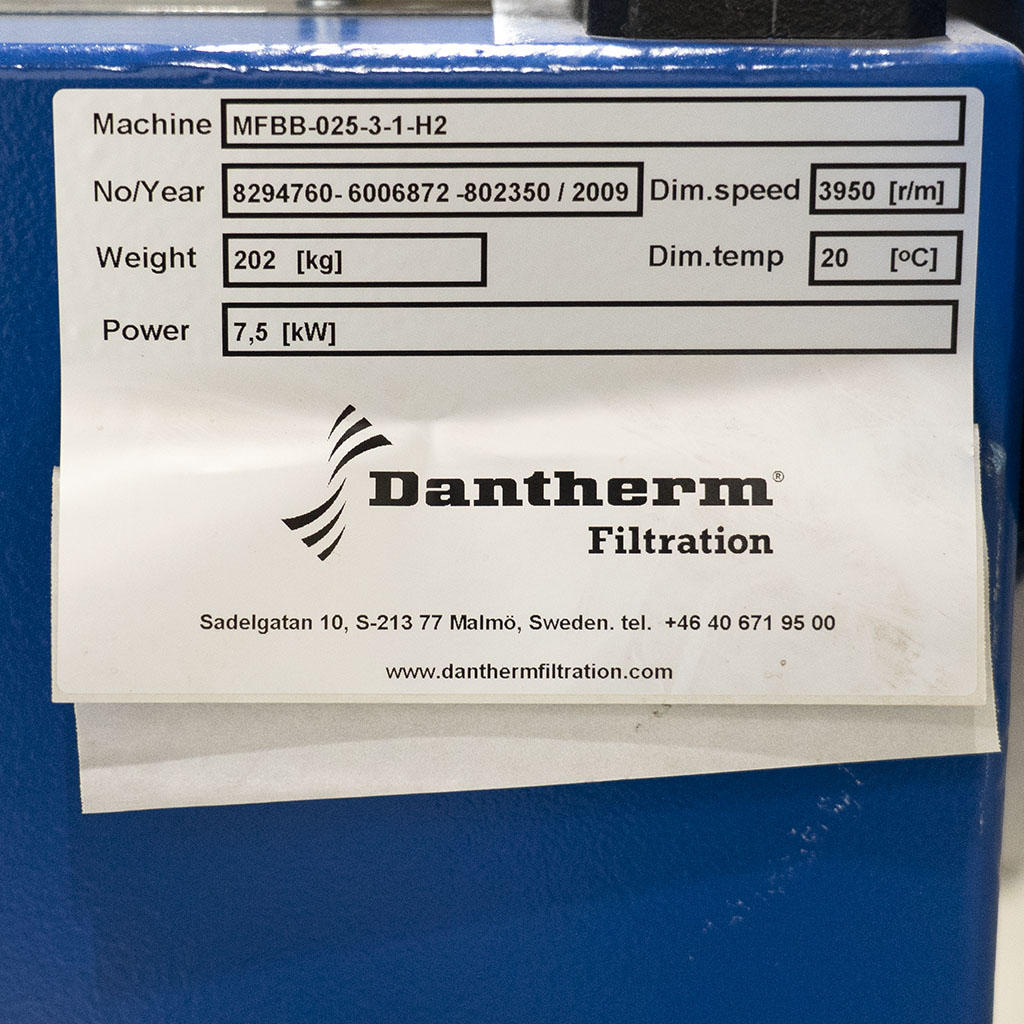 Machine MFBB-025-3-1-H2
No/Year 8294760- 6006872 -802350 / 2009 Dim.speed 3950 [r/m]
Weight 202 [kg] Dim.temp 20 [ºC]
Power 7,5 [kW]
Dantherm®
Filtration
Sadelgatan 10, S-213 77 Malmö, Sweden. tel. +46 40 671 95 00
www.danthermfiltration.com